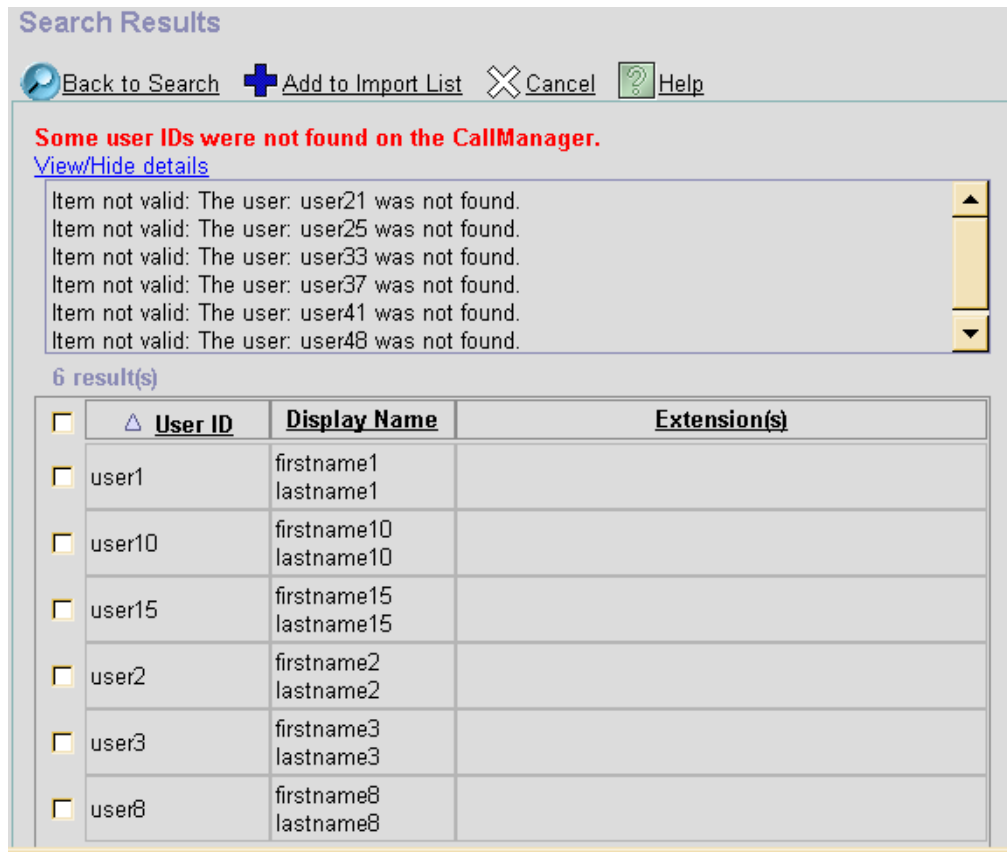 Search Results
Back to Search Add to Import List Cancel Help
Some user IDs were not found on the CallManager.
View/Hide details
Item not valid: The user: user21 was not found.
Item not valid: The user: user25 was not found.
Item not valid: The user: user33 was not found.
Item not valid: The user: user37 was not found.
Item not valid: The user: user41 was not found.
Item not valid: The user: user48 was not found.
6 result(s)
User ID Display Name Extension(s)
user1 firstname1
lastname1
user10 firstname10
lastname10
user15 firstname15
lastname15
user2 firstname2
lastname2
user3 firstname3
lastname3
user8 firstname8
lastname8